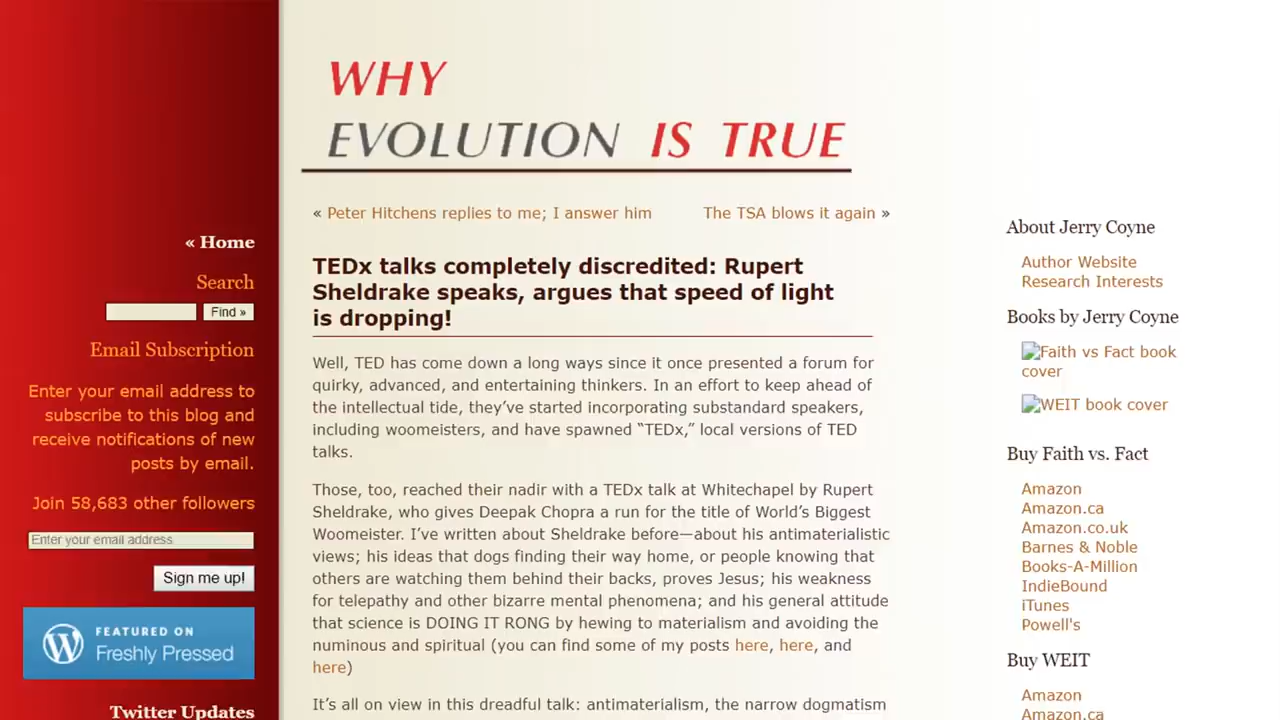 WHY
EVOLUTION IS TRUE
« Peter Hitchens replies to me; I answer him
The TSA blows it again »
« Home
Search
Find »
Email Subscription
Enter your email address to
subscribe to this blog and
receive notifications of new
posts by email.
Join 58,683 other followers
Enter your email address
Sign me up!
FEATURED ON
Freshly Pressed
Twitter Updates
TEDx talks completely discredited: Rupert
Sheldrake speaks, argues that speed of light
is dropping!
Well, TED has come down a long ways since it once presented a forum for
quirky, advanced, and entertaining thinkers. In an effort to keep ahead of
the intellectual tide, they’ve started incorporating substandard speakers,
including woomeisters, and have spawned “TEDx,” local versions of TED
talks.
Those, too, reached their nadir with a TEDx talk at Whitechapel by Rupert
Sheldrake, who gives Deepak Chopra a run for the title of World’s Biggest
Woomeister. I’ve written about Sheldrake before—about his antimaterialistic
views; his ideas that dogs finding their way home, or people knowing that
others are watching them behind their backs, proves Jesus; his weakness
for telepathy and other bizarre mental phenomena; and his general attitude
that science is DOING IT RONG by hewing to materialism and avoiding the
numinous and spiritual (you can find some of my posts here, here, and
here)
It’s all on view in this dreadful talk: antimaterialism, the narrow dogmatism
About Jerry Coyne
Author Website
Research Interests
Books by Jerry Coyne
Faith vs Fact book
cover
WEIT book cover
Buy Faith vs. Fact
Amazon
Amazon.ca
Amazon.co.uk
Barnes & Noble
Books-A-Million
IndieBound
iTunes
Powell's
Buy WEIT
Amazon
Amazon.ca